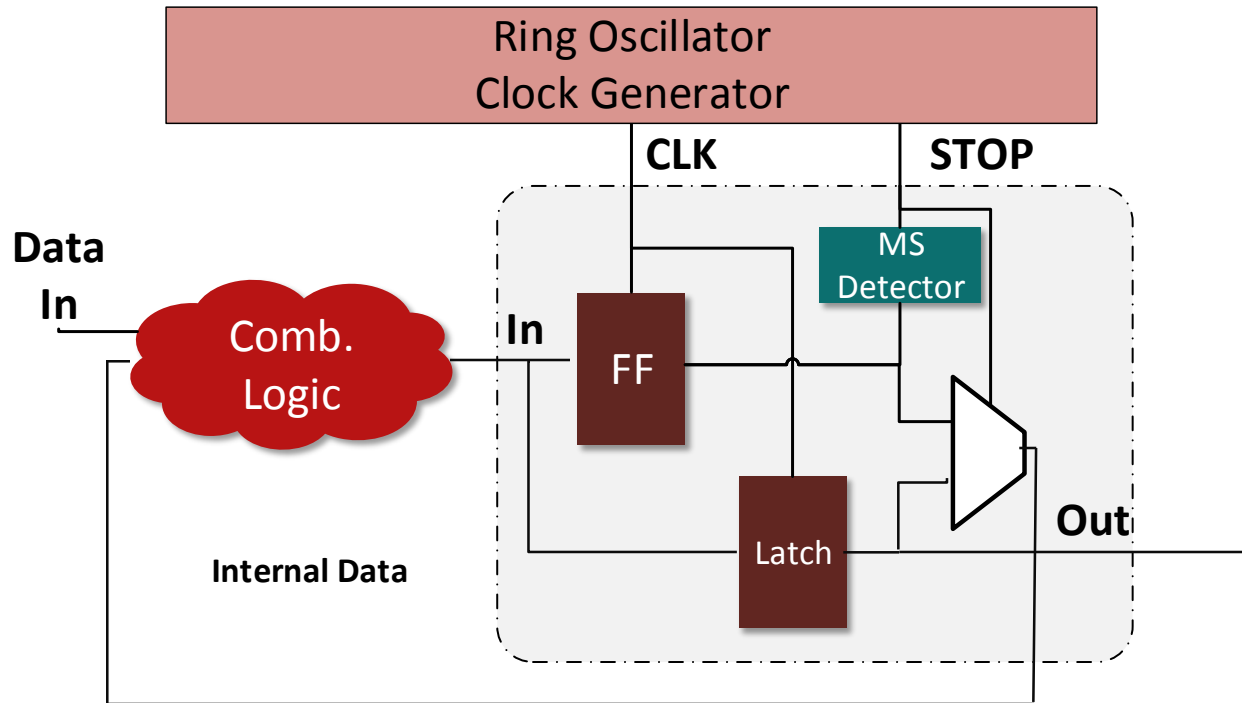 Ring Oscillator
Clock Generator
CLK
STOP
Data
In
Comb.
Logic
In
FF
MS
Detector
Latch
Out
Internal Data